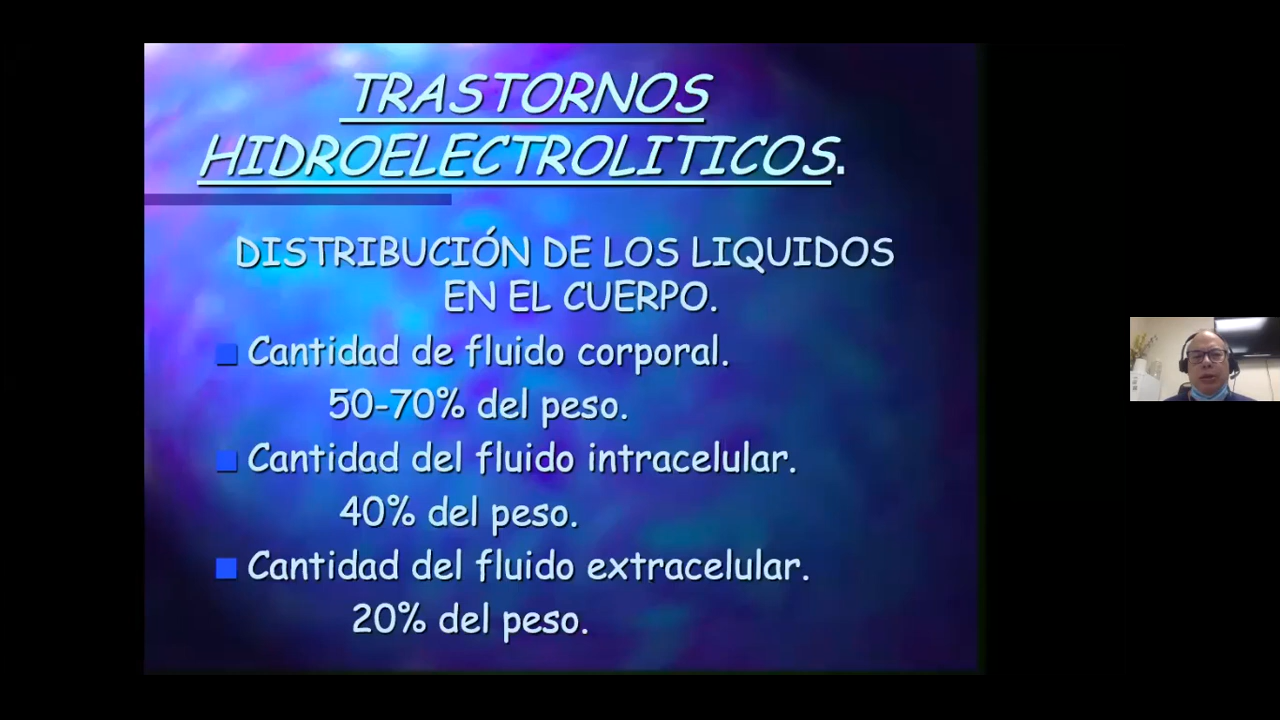 TRASTORNOS
HIDROELECTROLITICOS.
DISTRIBUCIÓN DE LOS LIQUIDOS
EN EL CUERPO.
Cantidad de fluido corporal.
50-70% del peso.
Cantidad del fluido intracelular.
40% del peso.
Cantidad del fluido extracelular.
20% del peso.